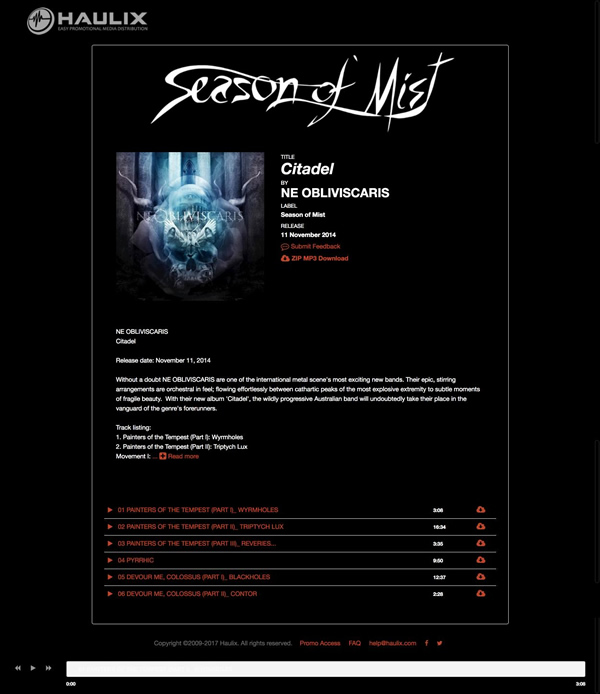 HAULIX
EASY PROMOTIONAL MEDIA DISTRIBUTION
Season of Mist
NE OBLIVISCARIS
TITLE
Citadel
BY
NE OBLIVISCARIS
LABEL
Season of Mist
RELEASE
11 November 2014
Submit Feedback
ZIP MP3 Download
NE OBLIVISCARIS
Citadel
Release date: November 11, 2014
Without a doubt NE OBLIVISCARIS are one of the international metal scene's most exciting new bands. Their epic, stirring
arrangements are orchestral in feel; flowing effortlessly between cathartic peaks of the most explosive extremity to subtle moments
of fragile beauty.  With their new album 'Citadel', the wildly progressive Australian band will undoubtedly take their place in the
vanguard of the genre's forerunners.
Track listing:
1. Painters of the Tempest (Part I): Wyrmholes
2. Painters of the Tempest (Part II): Triptych Lux
Movement I: ... Read more
01 PAINTERS OF THE TEMPEST (PART I)_ WYRMHOLES 3:08
02 PAINTERS OF THE TEMPEST (PART II)_ TRIPTYCH LUX 16:34
03 PAINTERS OF THE TEMPEST (PART III)_ REVERIES... 3:35
04 PYRRHIC 9:50
05 DEVOUR ME, COLOSSUS (PART I)_ BLACKHOLES 12:37
06 DEVOUR ME, COLOSSUS (PART II)_ CONTOR 2:28
Copyright ©2009-2017 Haulix. All rights reserved. Promo Access FAQ help@haulix.com
0:00 3:08